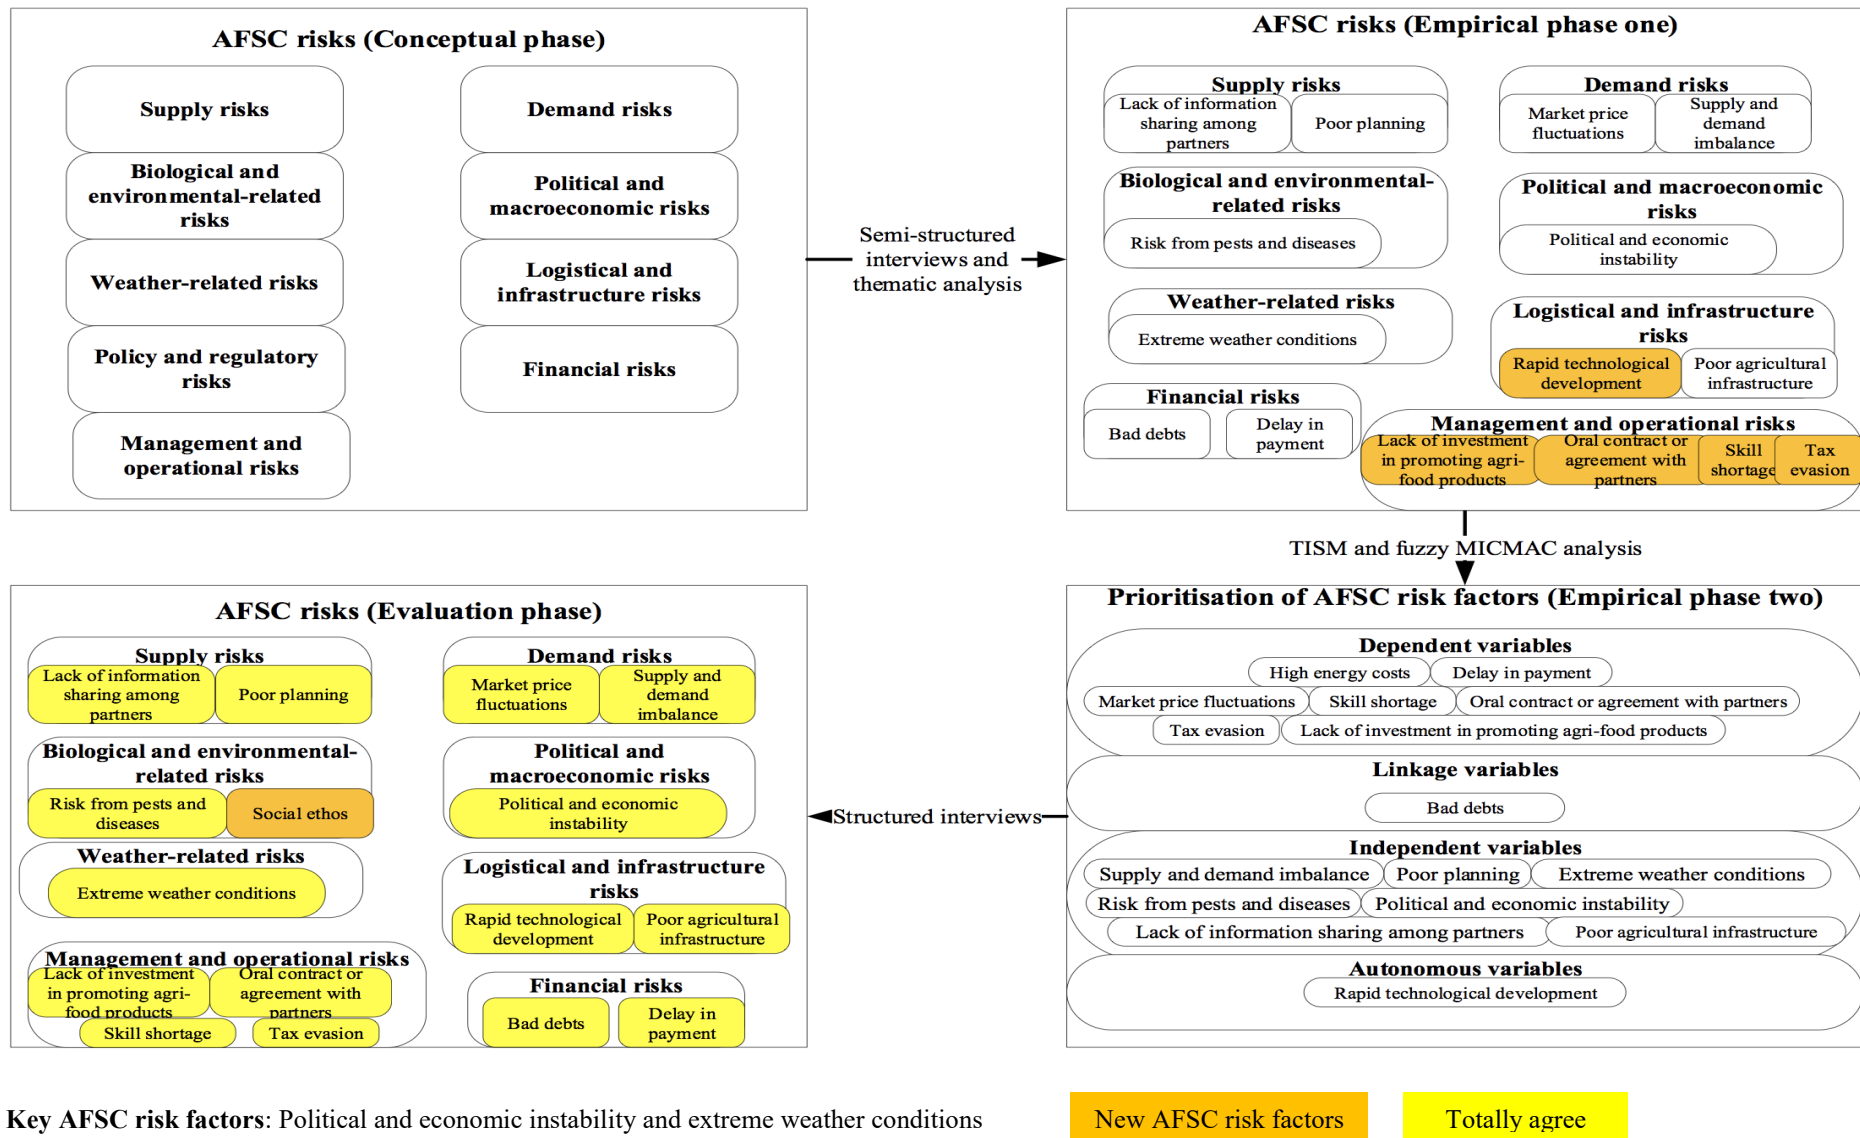 AFSC risks (Conceptual phase)
Supply risks
Demand risks
Biological and
environmental-related
risks
Political and
macroeconomic risks
Weather-related risks
Logistical and
infrastructure risks
Policy and regulatory
risks
Financial risks
Management and
operational risks
Semi-structured
interviews and
thematic analysis
AFSC risks (Empirical phase one)
Supply risks
Lack of information
sharing among
partners
Poor planning
Demand risks
Market price
fluctuations
Supply and
demand
imbalance
Biological and environmental-
related risks
Risk from pests and diseases
Political and macroeconomic
risks
Political and economic
instability
Weather-related risks
Extreme weather conditions
Logistical and infrastructure
risks
Rapid technological
development
Poor agricultural
infrastructure
Financial risks
Bad debts
Delay in
payment
Management and operational risks
Lack of investment
in promoting agri-
food products
Oral contract or
agreement with
partners
Skill
shortage
Tax
evasion
TISM and fuzzy MICMAC analysis
Prioritisation of AFSC risk factors (Empirical phase two)
Dependent variables
High energy costs
Delay in payment
Market price fluctuations
Skill shortage
Oral contract or agreement with partners
Tax evasion
Lack of investment in promoting agri-food products
Linkage variables
Bad debts
Independent variables
Supply and demand imbalance
Poor planning
Extreme weather conditions
Risk from pests and diseases
Political and economic instability
Lack of information sharing among partners
Poor agricultural infrastructure
Autonomous variables
Rapid technological development
Structured interviews
AFSC risks (Evaluation phase)
Supply risks
Lack of information
sharing among
partners
Poor planning
Demand risks
Market price
fluctuations
Supply and
demand
imbalance
Biological and environmental-
related risks
Risk from pests and
diseases
Social ethos
Political and
macroeconomic risks
Political and economic
instability
Weather-related risks
Extreme weather conditions
Logistical and infrastructure
risks
Rapid technological
development
Poor agricultural
infrastructure
Management and operational risks
Lack of investment
in promoting agri-
food products
Oral contract or
agreement with
partners
Skill shortage
Tax evasion
Financial risks
Bad debts
Delay in
payment
Key AFSC risk factors: Political and economic instability and extreme weather conditions
New AFSC risk factors
Totally agree